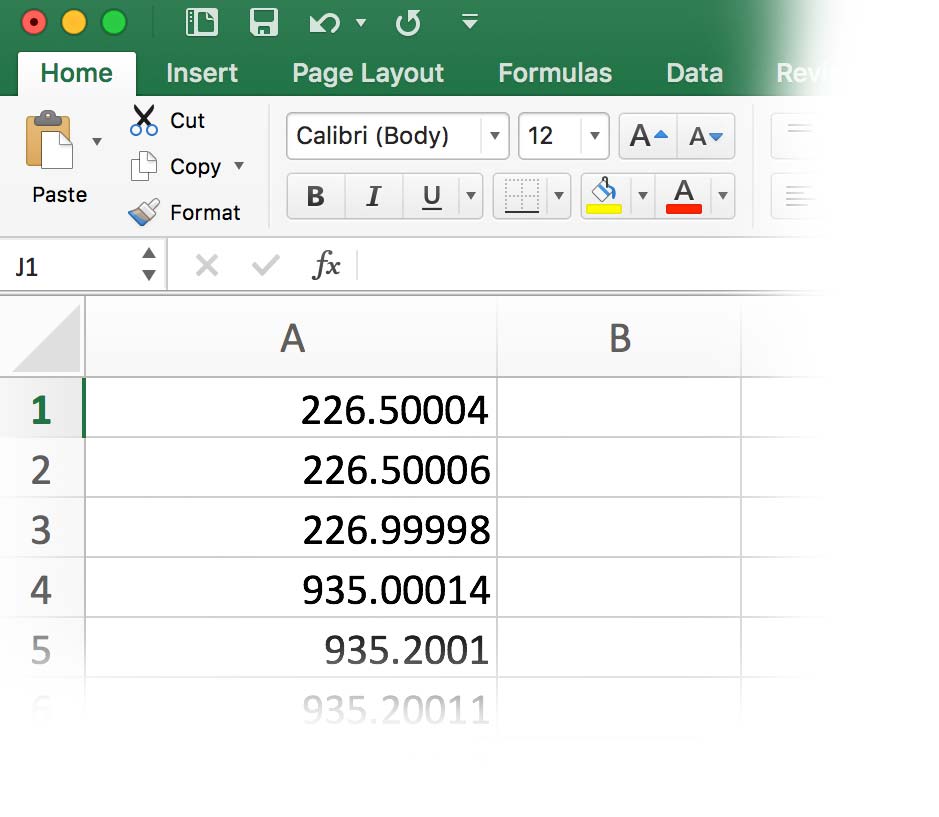 Home Insert Page Layout Formulas Data Revie
Cut
Copy
Paste
Format
Calibri (Body) 12 A A
B I U A
J1 fx
A B
1 226.50004
2 226.50006
3 226.99998
4 935.00014
5 935.2001
6 935.20011